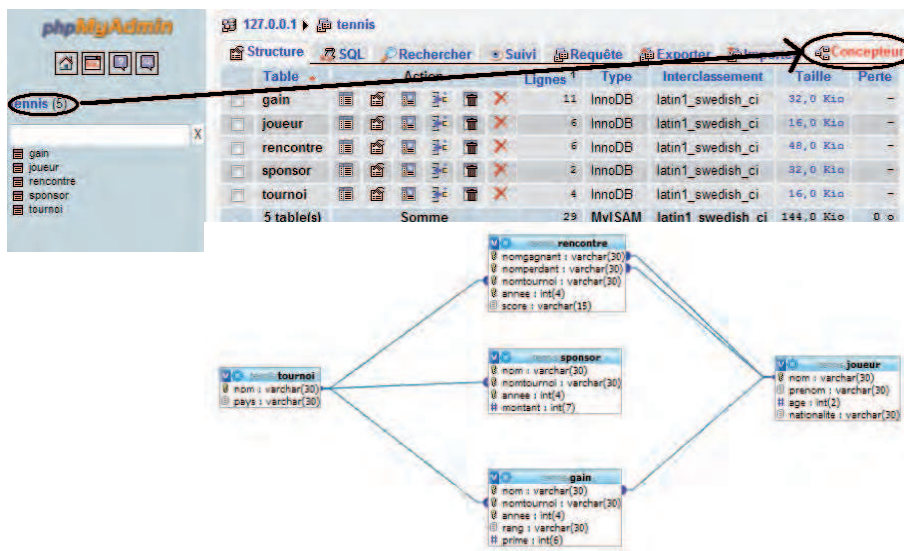 phpMyAdmin
127.0.0.1 ▸ tennis
Structure SQL Rechercher Suivi Requête Exporter Concepteur
ennis (5)
X
gain
joueur
rencontre
sponsor
tournoi
Table Action Lignes 1 Type Interclassement Taille Perte
gain 11 InnoDB latin1_swedish_ci 32,0 Kio -
joueur 6 InnoDB latin1_swedish_ci 16,0 Kio -
rencontre 6 InnoDB latin1_swedish_ci 48,0 Kio -
sponsor 2 InnoDB latin1_swedish_ci 32,0 Kio -
tournoi 4 InnoDB latin1_swedish_ci 16,0 Kio -
5 table(s) Somme 29 MyISAM latin1_swedish_ci 144,0 Kio 0 o
rencontre
nomgagnant : varchar(30)
nomperdant : varchar(30)
nomtournoi : varchar(30)
annee : int(4)
score : varchar(15)
tournoi
nom : varchar(30)
pays : varchar(30)
sponsor
nom : varchar(30)
nomtournoi : varchar(30)
annee : int(4)
# montant : int(7)
joueur
nom : varchar(30)
prenom : varchar(30)
# age : int(2)
nationalite : varchar(30)
gain
nom : varchar(30)
nomtournoi : varchar(30)
annee : int(4)
rang : varchar(30)
# prime : int(6)